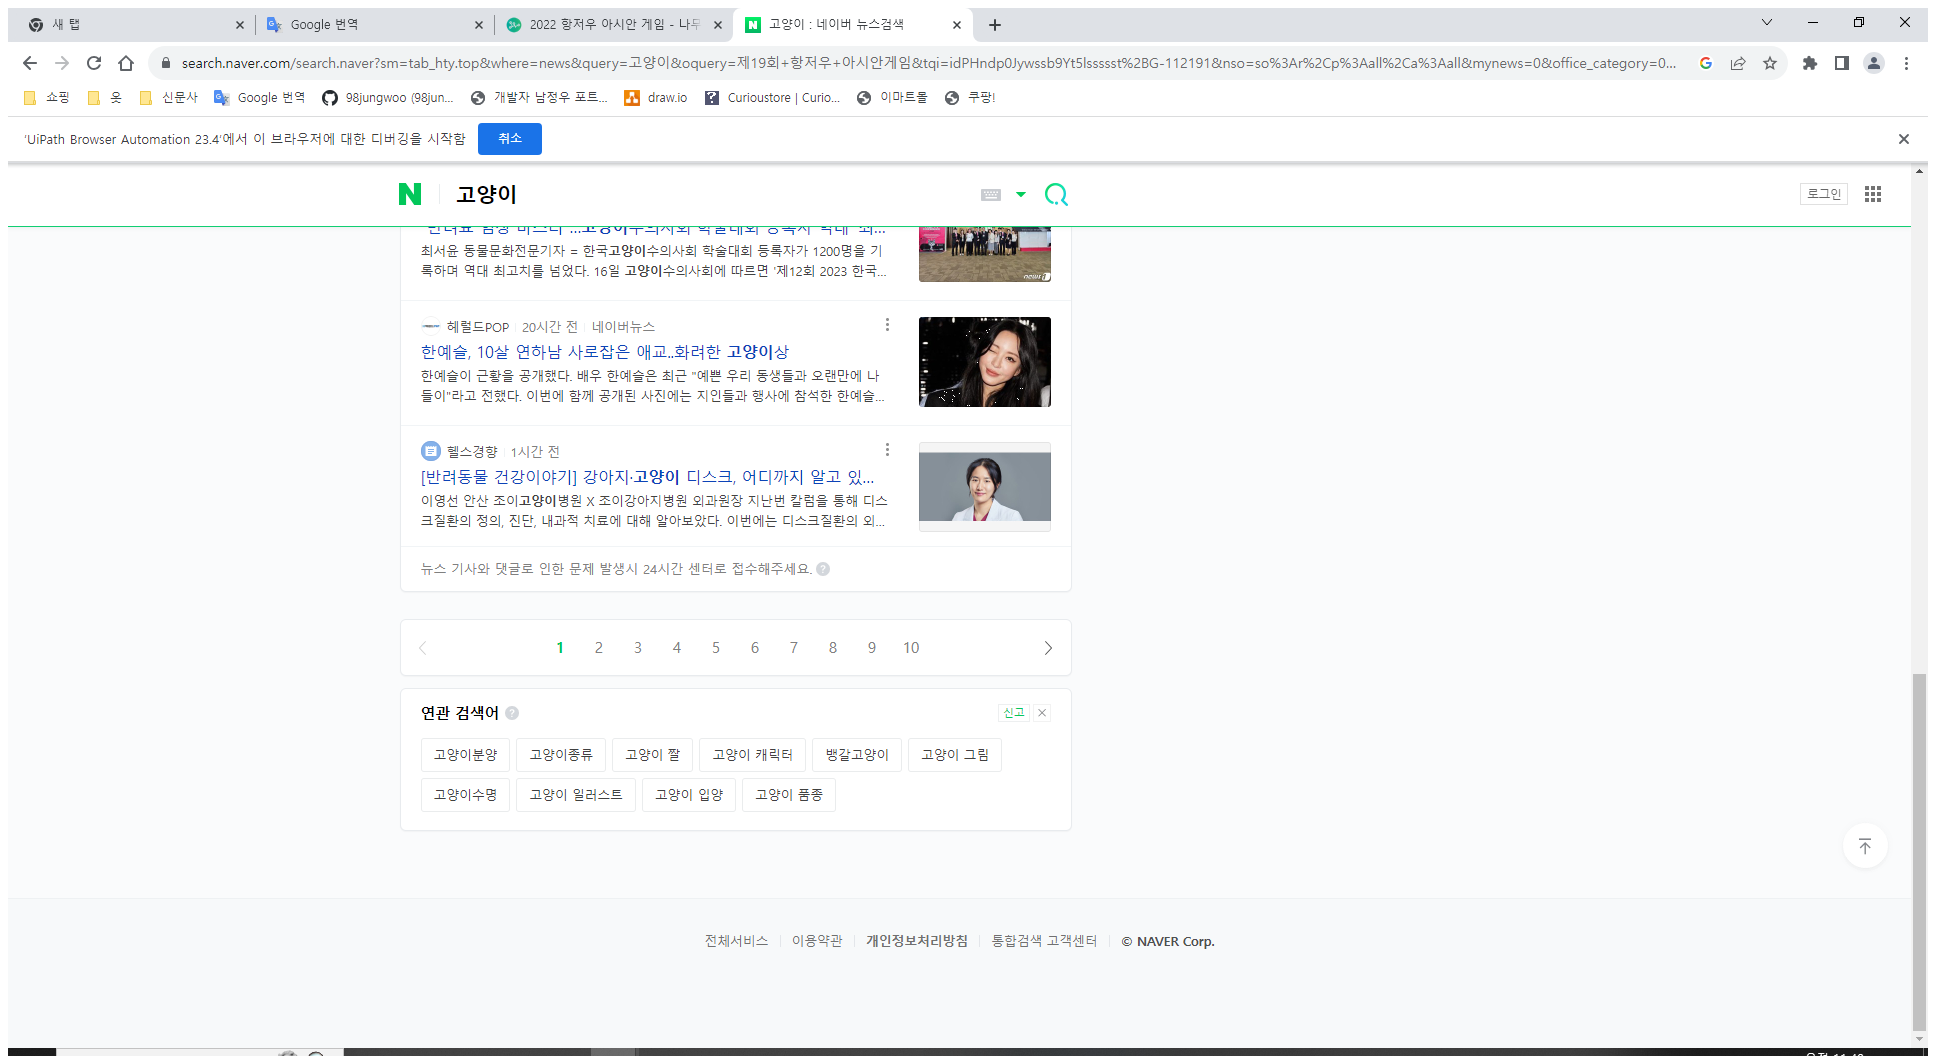 새 탭
Google 번역
2022 항저우 아시안 게임 - 나무
고양이 : 네이버 뉴스검색
search.naver.com/search.naver?sm=tab_hty.top&where=news&query=고양이&oquery=제19회+항저우+아시안게임&tqi=idPHndp0Jywssb9Yt5lssssst%2BG-112191&nso=so%3Ar%2Cp%3Aall%2Ca%3Aall&mynews=0&office_category=0...
쇼핑
옷
신문사
Google 번역
98jungwoo (98jun...
개발자 남정우 포트...
draw.io
Curioustore | Curio...
이마트몰
쿠팡!
'UiPath Browser Automation 23.4'에서 이 브라우저에 대한 디버깅을 시작함
취소
N
고양이
로그인
고양이수의사회 학술대회 등록자 역대 최...
최서윤 동물문화전문기자 = 한국고양이수의사회 학술대회 등록자가 1200명을 기
록하며 역대 최고치를 넘었다. 16일 고양이수의사회에 따르면 '제12회 2023 한국...
news1
헤럴드POP
20시간 전
네이버뉴스
한예슬, 10살 연하남 사로잡은 애교..화려한 고양이상
한예슬이 근황을 공개했다. 배우 한예슬은 최근 "예쁜 우리 동생들과 오랜만에 나
들이"라고 전했다. 이번에 함께 공개된 사진에는 지인들과 행사에 참석한 한예슬...
헬스경향
1시간 전
[반려동물 건강이야기] 강아지·고양이 디스크, 어디까지 알고 있...
이영선 안산 조이고양이병원 X 조이강아지병원 외과원장 지난번 칼럼을 통해 디스
크질환의 정의, 진단, 내과적 치료에 대해 알아보았다. 이번에는 디스크질환의 외...
뉴스 기사와 댓글로 인한 문제 발생시 24시간 센터로 접수해주세요.
1 2 3 4 5 6 7 8 9 10
연관 검색어
신고
고양이분양
고양이종류
고양이 짤
고양이 캐릭터
뱅갈고양이
고양이 그림
고양이수명
고양이 일러스트
고양이 입양
고양이 품종
전체서비스
이용약관
개인정보처리방침
통합검색 고객센터
© NAVER Corp.